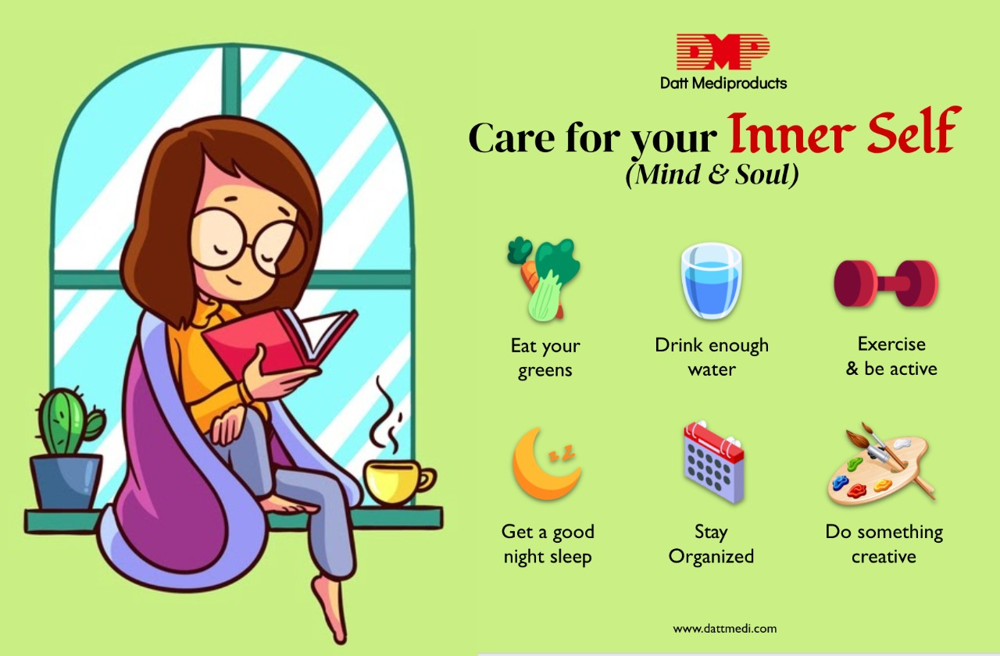 DMP
Datt Mediproducts
Care for your Inner Self
(Mind & Soul)
Eat your
greens
Drink enough
water
Exercise
& be active
zz
Get a good
night sleep
Stay
Organized
Do something
creative
www.dattmedi.com